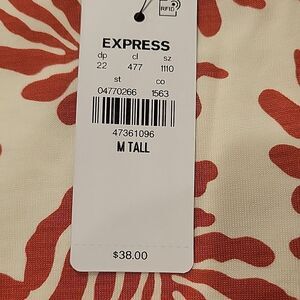 RFID
EXPRESS
dp cl sz
22 477 1110
st co
04770266 1563
47361096
M TALL
$38.00